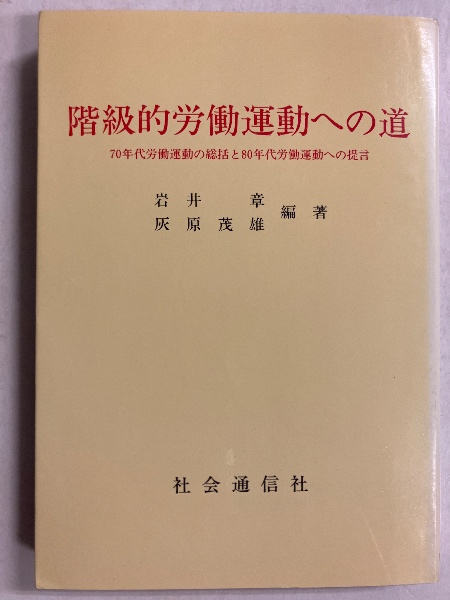 階級的労働運動への道
70年代労働運動の総括と80年代労働運動への提言
岩井 章
灰原茂雄 編著
社会通信社